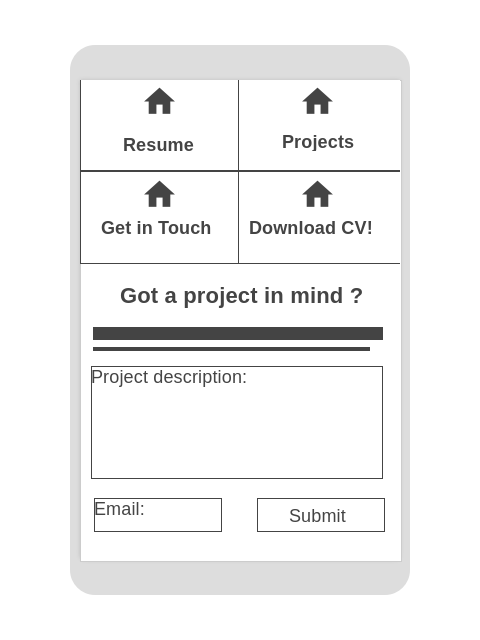 Resume
Projects
Get in Touch
Download CV!
Got a project in mind ?
Project description:
Email:
Submit